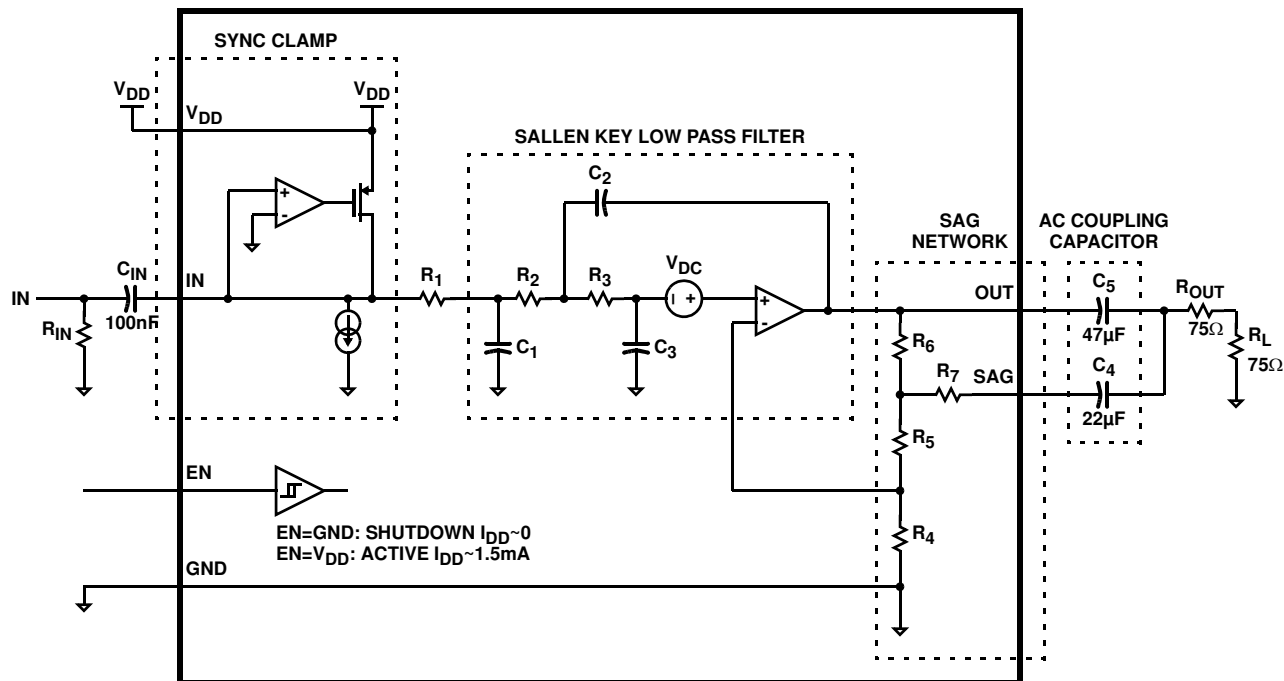 SYNC CLAMP
V_DD
V_DD
V_DD
SALLEN KEY LOW PASS FILTER
C_2
+
-
SAG
NETWORK
AC COUPLING
CAPACITOR
IN
C_IN
100nF
R_IN
IN
R_1
R_2
R_3
V_DC
- +
+
-
C_1
C_3
OUT
C_5
47µF
R_OUT
75Ω
R_L
75Ω
R_6
R_7
SAG
C_4
22µF
R_5
R_4
EN
EN=GND: SHUTDOWN I_DD~0
EN=V_DD: ACTIVE I_DD~1.5mA
GND